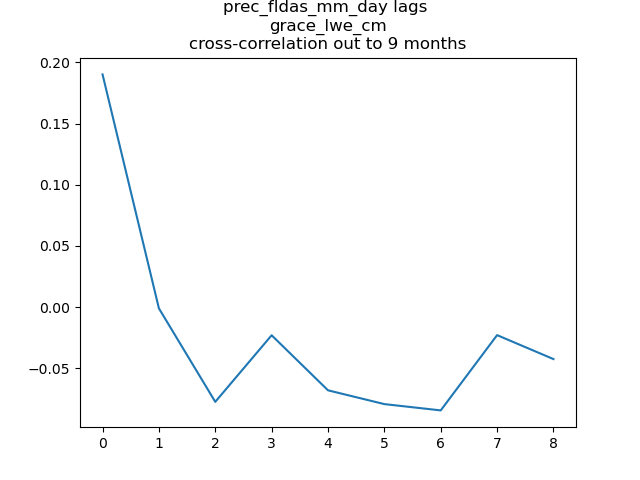 prec_fldas_mm_day lags
grace_lwe_cm
cross-correlation out to 9 months
0.20
0.15
0.10
0.05
0.00
−0.05
0 1 2 3 4 5 6 7 8